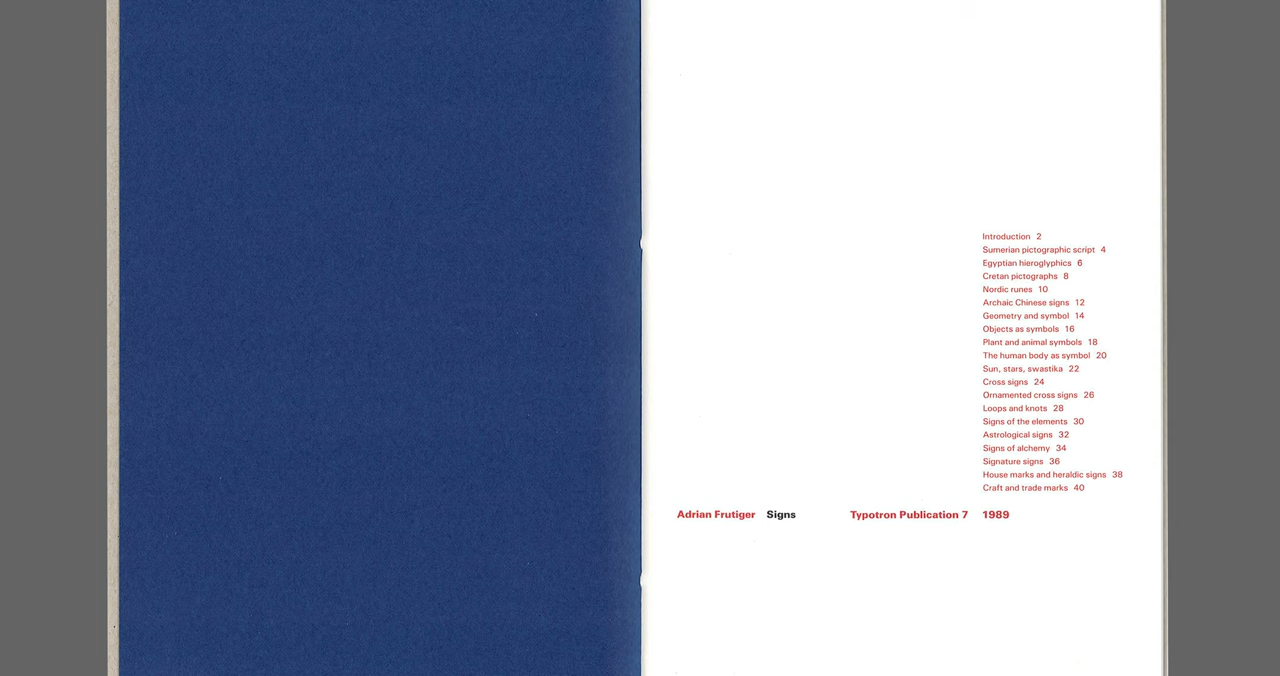 Introduction 2
Sumerian pictographic script 4
Egyptian hieroglyphics 6
Cretan pictographs 8
Nordic runes 10
Archaic Chinese signs 12
Geometry and symbol 14
Objects as symbols 16
Plant and animal symbols 18
The human body as symbol 20
Sun, stars, swastika 22
Cross signs 24
Ornamented cross signs 26
Loops and knots 28
Signs of the elements 30
Astrological signs 32
Signs of alchemy 34
Signature signs 36
House marks and heraldic signs 38
Craft and trade marks 40
Adrian Frutiger Signs Typotron Publication 7 1989